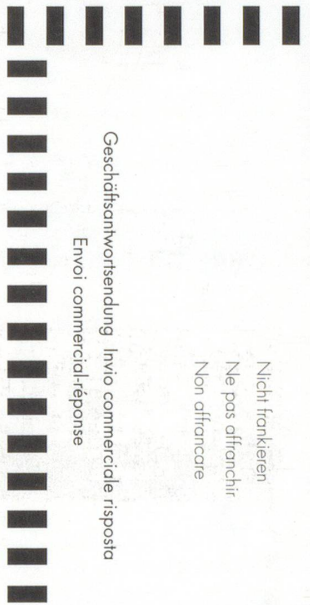 Nicht frankieren
Ne pas affranchir
Non affrancare
Geschäftsantwortsendung Invio commerciale risposta
Envoi commercial-réponse